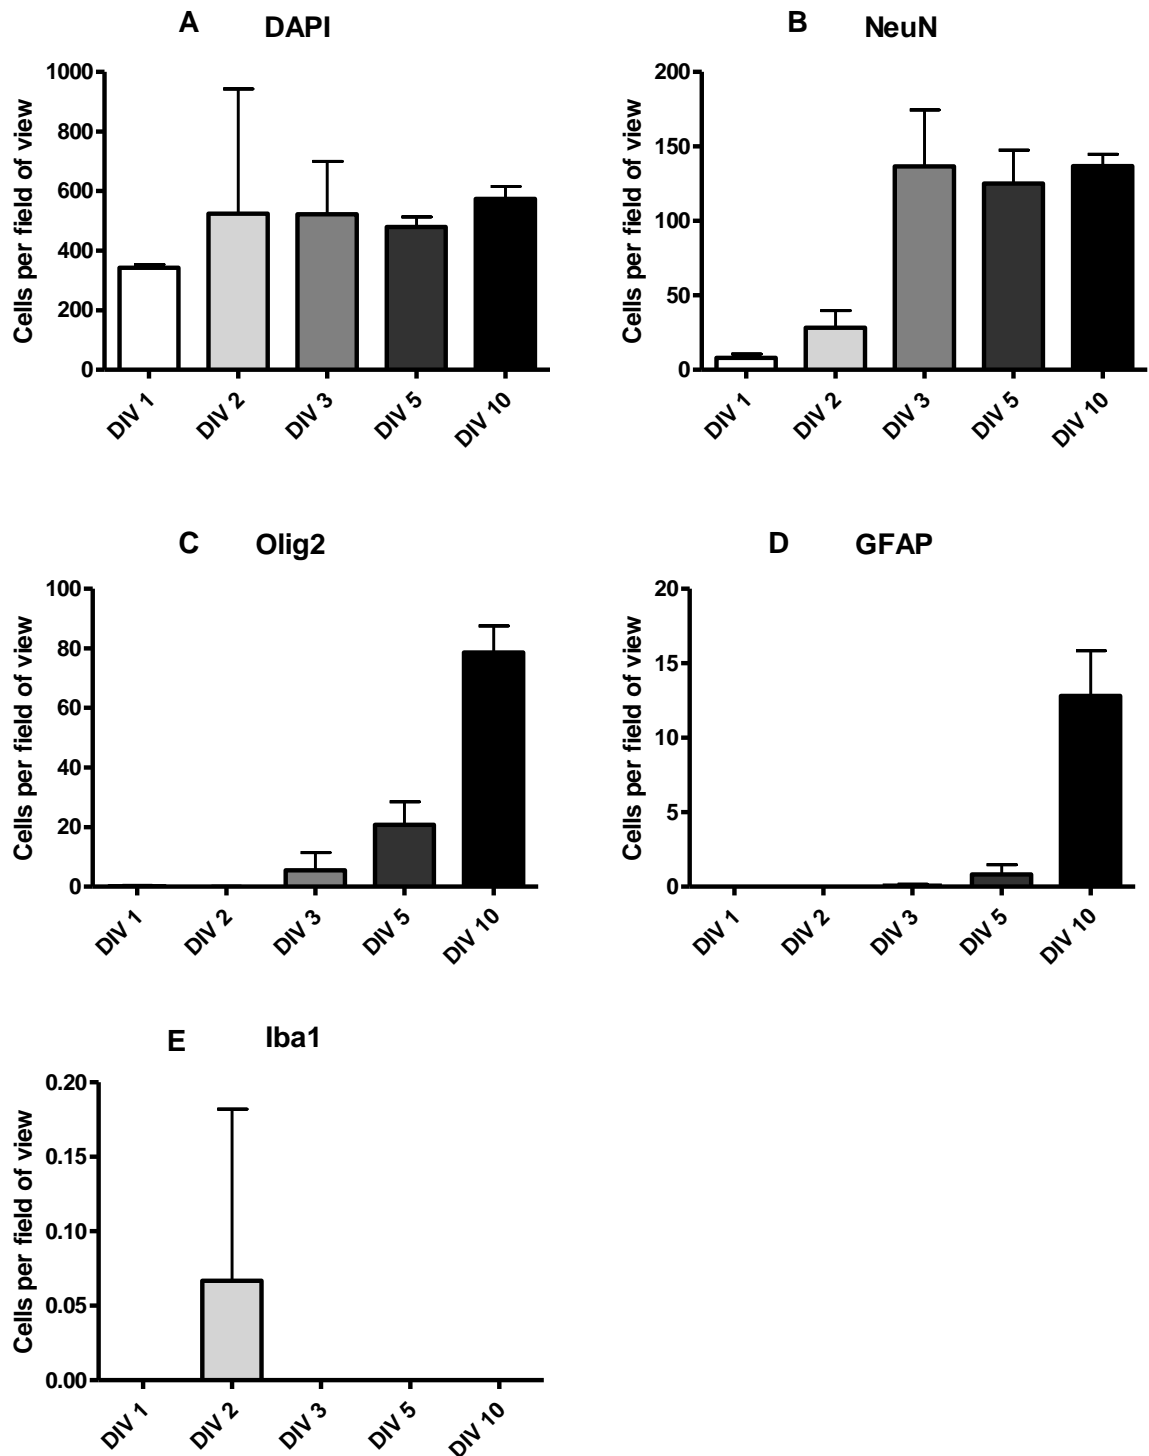 A DAPI
Cells per field of view
1000
800
600
400
200
0
DIV 1
DIV 2
DIV 3
DIV 5
DIV 10
B NeuN
Cells per field of view
200
150
100
50
0
DIV 1
DIV 2
DIV 3
DIV 5
DIV 10
C Olig2
Cells per field of view
100
80
60
40
20
0
DIV 1
DIV 2
DIV 3
DIV 5
DIV 10
D GFAP
Cells per field of view
20
15
10
5
0
DIV 1
DIV 2
DIV 3
DIV 5
DIV 10
E Iba1
Cells per field of view
0.20
0.15
0.10
0.05
0.00
DIV 1
DIV 2
DIV 3
DIV 5
DIV 10